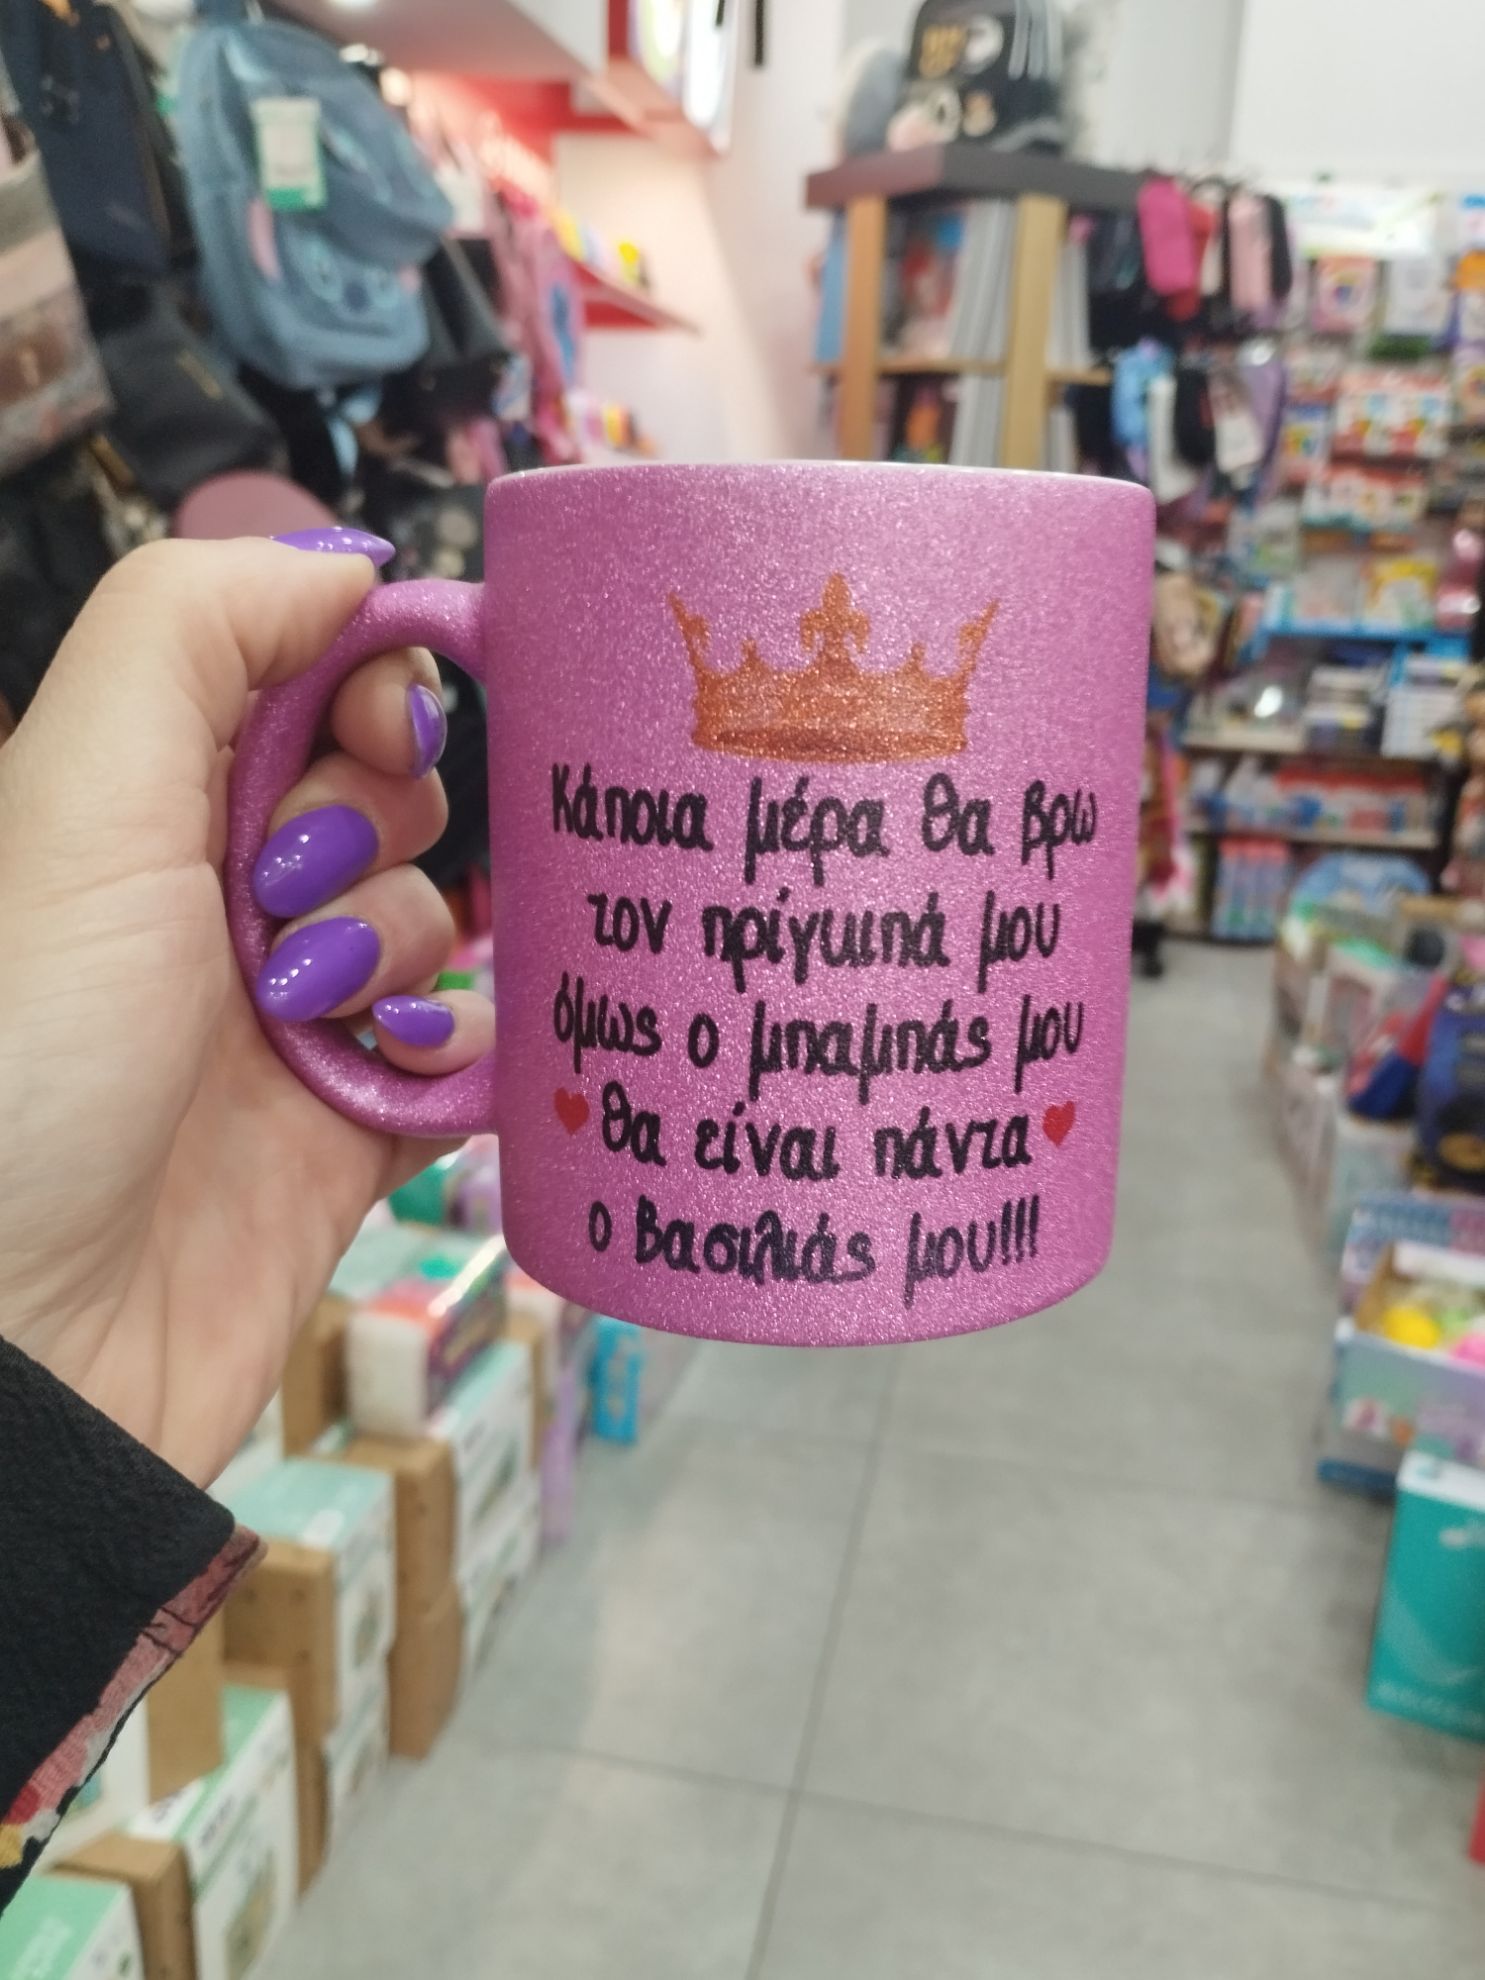 Κάποια μέρα θα βρω
τον πρίγκιπά μου
όμως ο μπαμπάς μου
θα είναι πάντα
ο βασιλιάς μου!!!